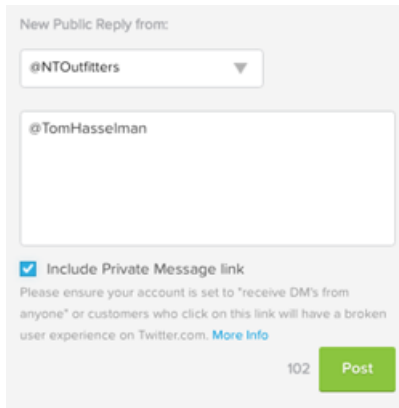 New Public Reply from:
@NTOutfitters
@TomHasselman
Include Private Message link
Please ensure your account is set to "receive DM's from
anyone" or customers who click on this link will have a broken
user experience on Twitter.com. More Info
102 Post